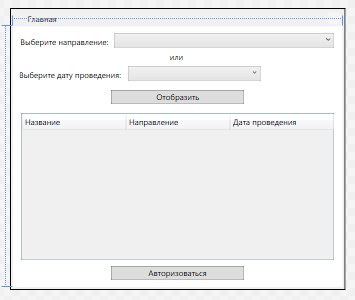 Главная
Выберите направление:
или
Выберите дату проведения:
Отобразить
Название Направление Дата проведения
Авторизоваться